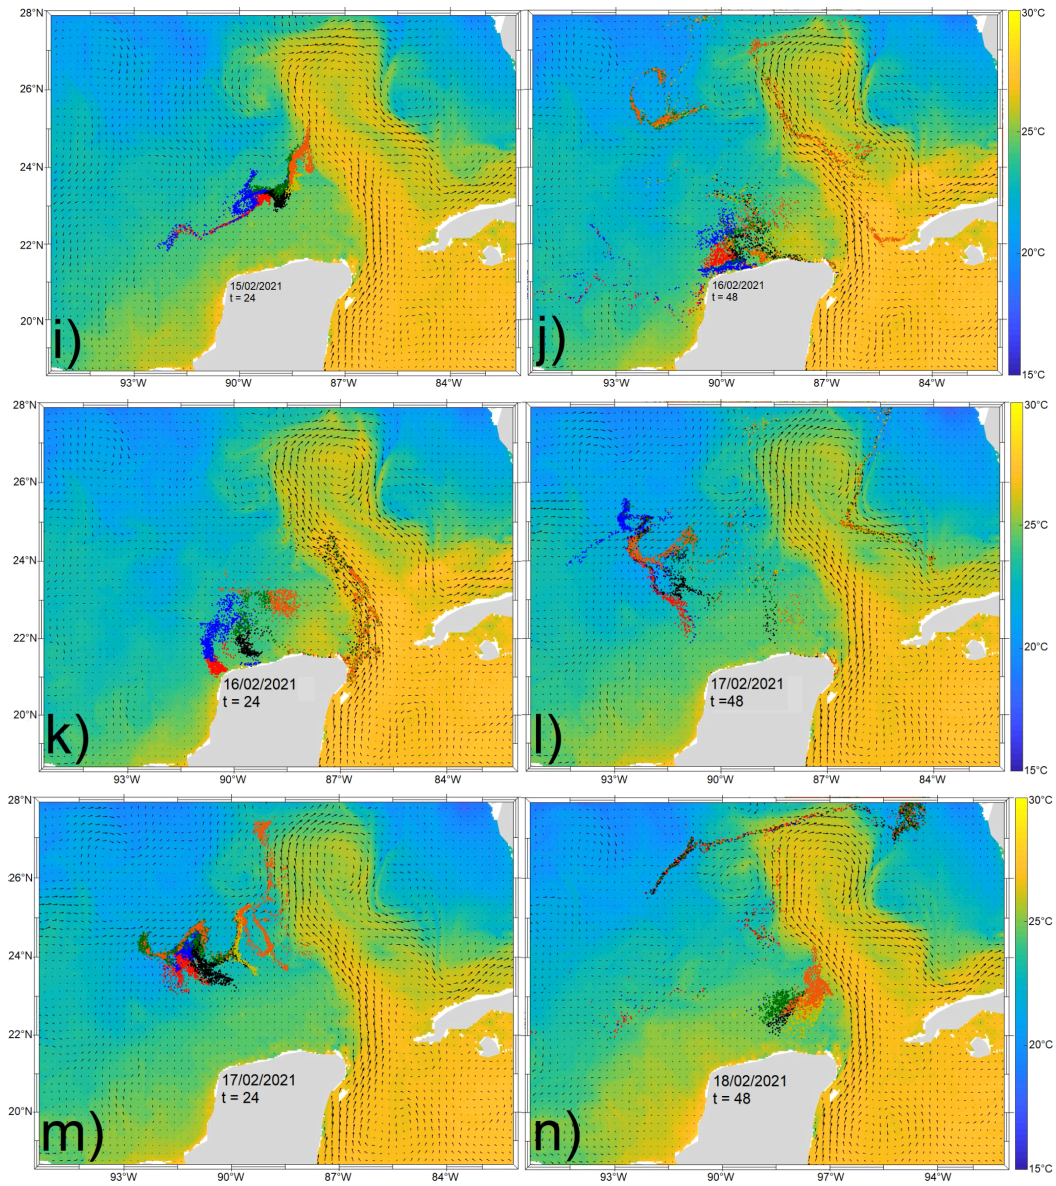 28°N
26°N
24°N
22°N
20°N
15/02/2021
t = 24
i)
93°W
90°W
87°W
84°W
16/02/2021
t = 48
j)
93°W
90°W
87°W
84°W
30°C
25°C
20°C
15°C
28°N
26°N
24°N
22°N
20°N
16/02/2021
t = 24
k)
93°W
90°W
87°W
84°W
17/02/2021
t =48
l)
93°W
90°W
87°W
84°W
30°C
25°C
20°C
15°C
28°N
26°N
24°N
22°N
20°N
17/02/2021
t = 24
m)
93°W
90°W
87°W
84°W
18/02/2021
t = 48
n)
93°W
90°W
97°W
94°W
30°C
25°C
20°C
15°C